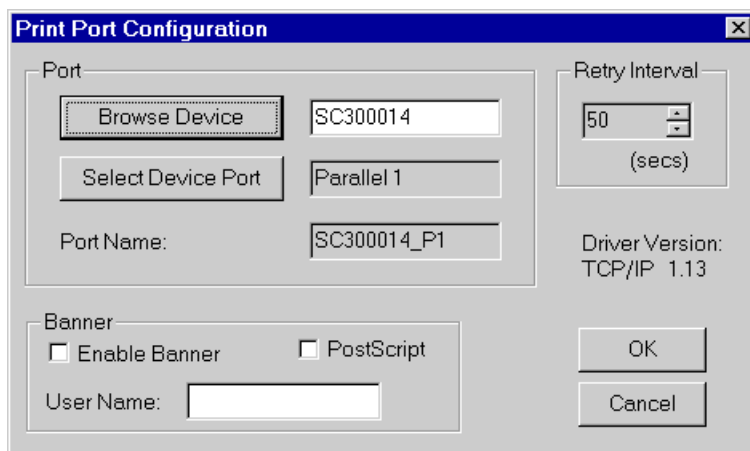 Print Port Configuration
Port
Browse Device
SC300014
Select Device Port
Parallel 1
Port Name:
SC300014_P1
Retry Interval
50
(secs)
Driver Version:
TCP/IP 1.13
Banner
Enable Banner
PostScript
User Name:
OK
Cancel